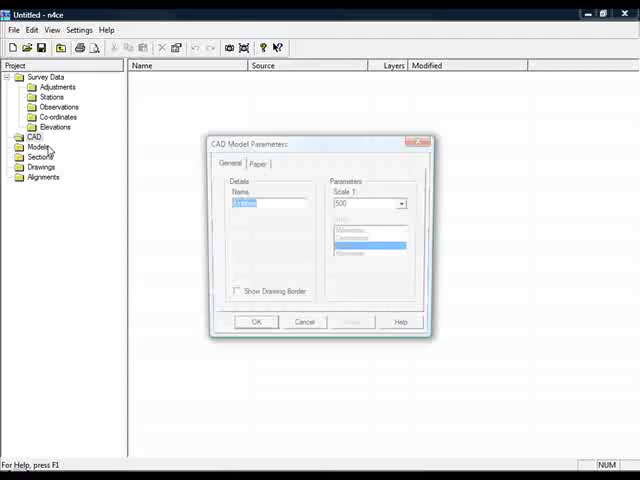 Untitled - n4ce
File Edit View Settings Help
Project
Name Source Layers Modified
Survey Data
Adjustments
Stations
Observations
Co-ordinates
Elevations
CAD
Models
Sections
Drawings
Alignments
CAD Model Parameters
General Paper
Details
Name
Parameters
Scale 1:
500
Show Drawing Border
OK Cancel Help
For Help, press F1
NUM